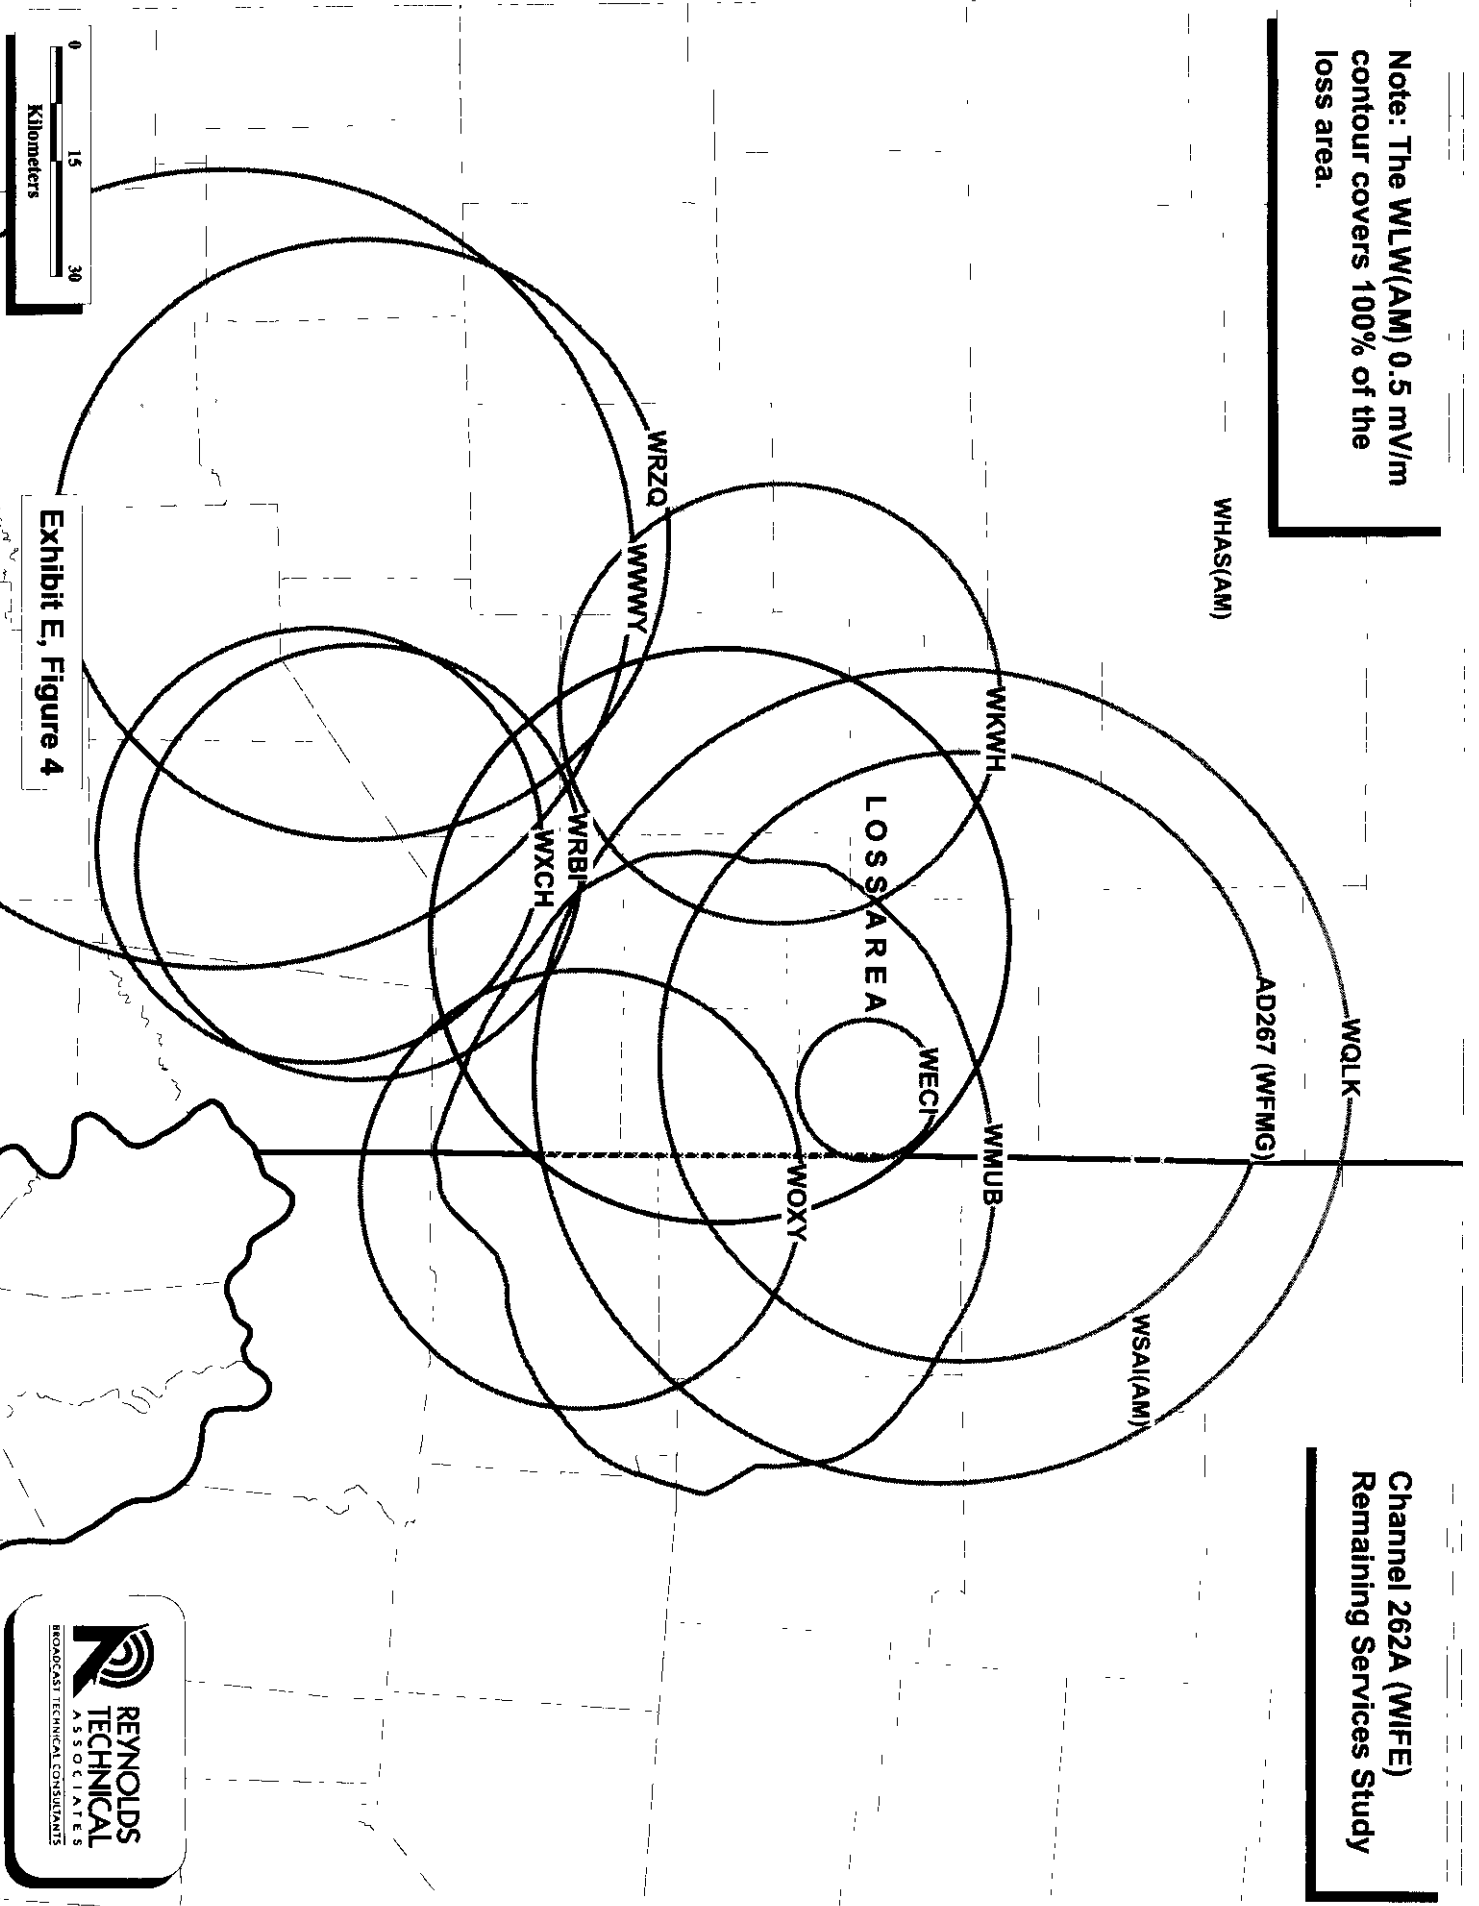 Note: The WLW(AM) 0.5 mV/m
contour covers 100% of the
loss area.
Channel 262A (WIFE)
Remaining Services Study
WHAS(AM)
WQLK
AD267 (WFMG)
WSAI(AM)
WKWH
WMUB
WECI
LOSS AREA
WOXY
WRZQ
WWWY
WRBI
WXCH
0 15 30
Kilometers
Exhibit E, Figure 4
REYNOLDS
TECHNICAL
ASSOCIATES
BROADCAST TECHNICAL CONSULTANTS